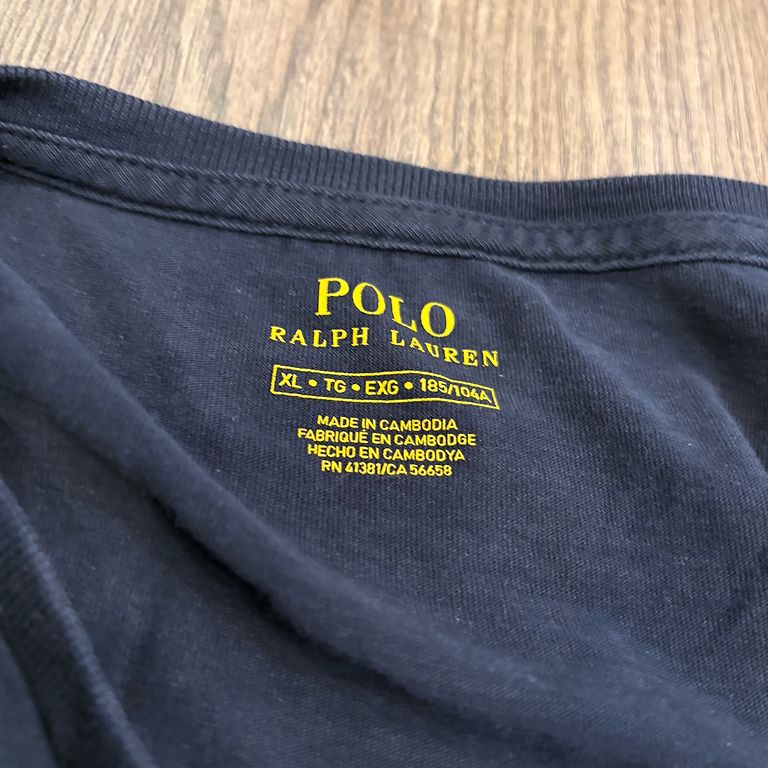 POLO
RALPH LAUREN
XL • TG • EXG • 185/104A
MADE IN CAMBODIA
FABRIQUÉ EN CAMBODGE
HECHO EN CAMBODYA
RN 41381/CA 56658